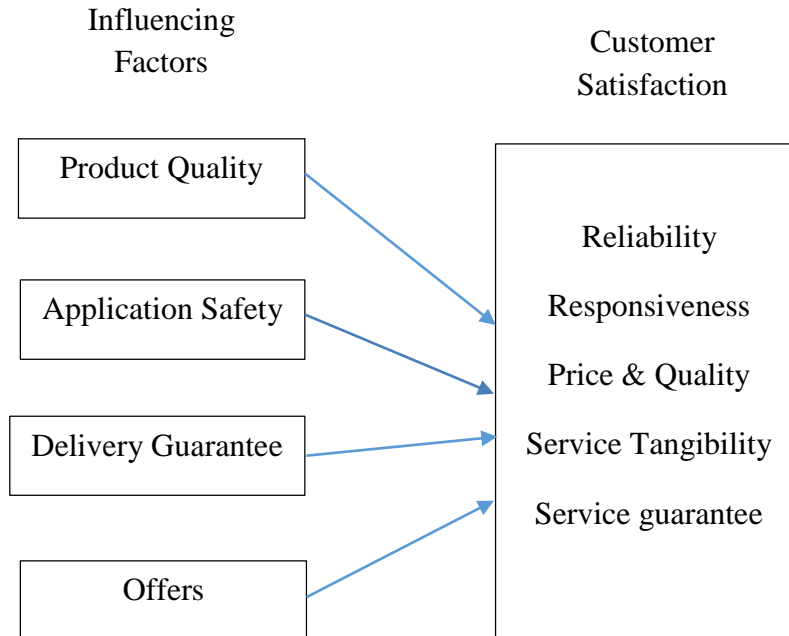 Influencing
Factors
Customer
Satisfaction
Product Quality
Application Safety
Delivery Guarantee
Offers
Reliability
Responsiveness
Price & Quality
Service Tangibility
Service guarantee